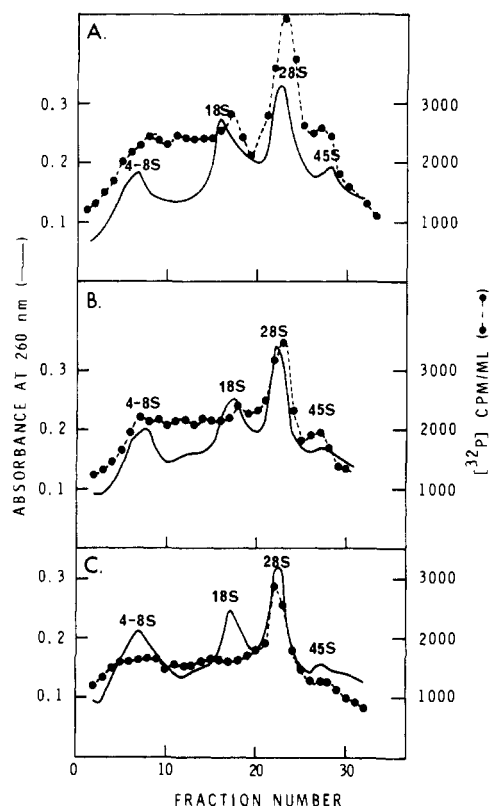 A.
28S
18S
4-8S
45S
0.3
0.2
0.1
3000
2000
1000
B.
28S
18S
4-8S
45S
0.3
0.2
0.1
3000
2000
1000
C.
28S
18S
4-8S
45S
0.3
0.2
0.1
3000
2000
1000
0
10
20
30
ABSORBANCE AT 260 nm (——)
[32P] CPM/ML (●--●)
FRACTION NUMBER